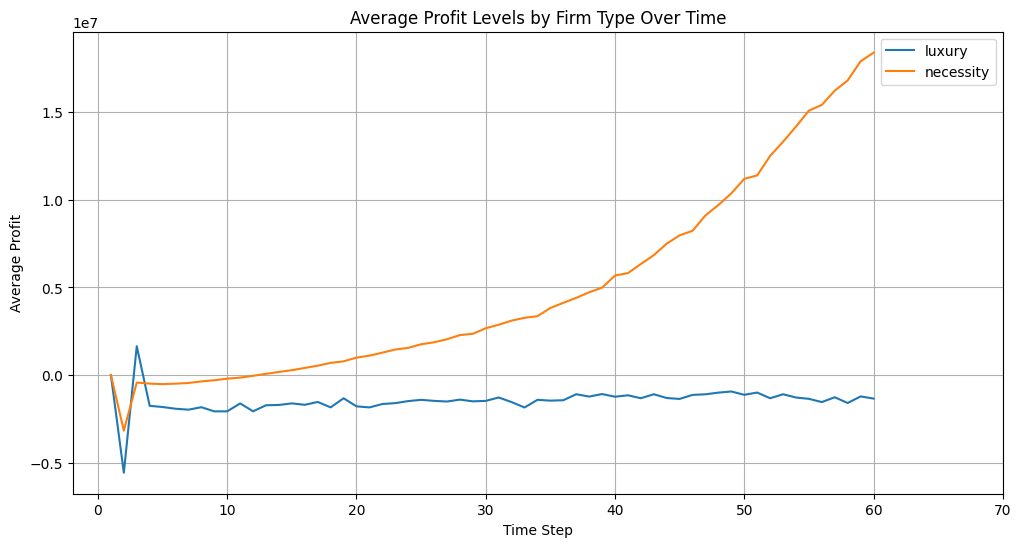 Average Profit Levels by Firm Type Over Time
1e7
luxury
necessity
1.5
1.0
0.5
0.0
−0.5
Average Profit
0 10 20 30 40 50 60 70
Time Step